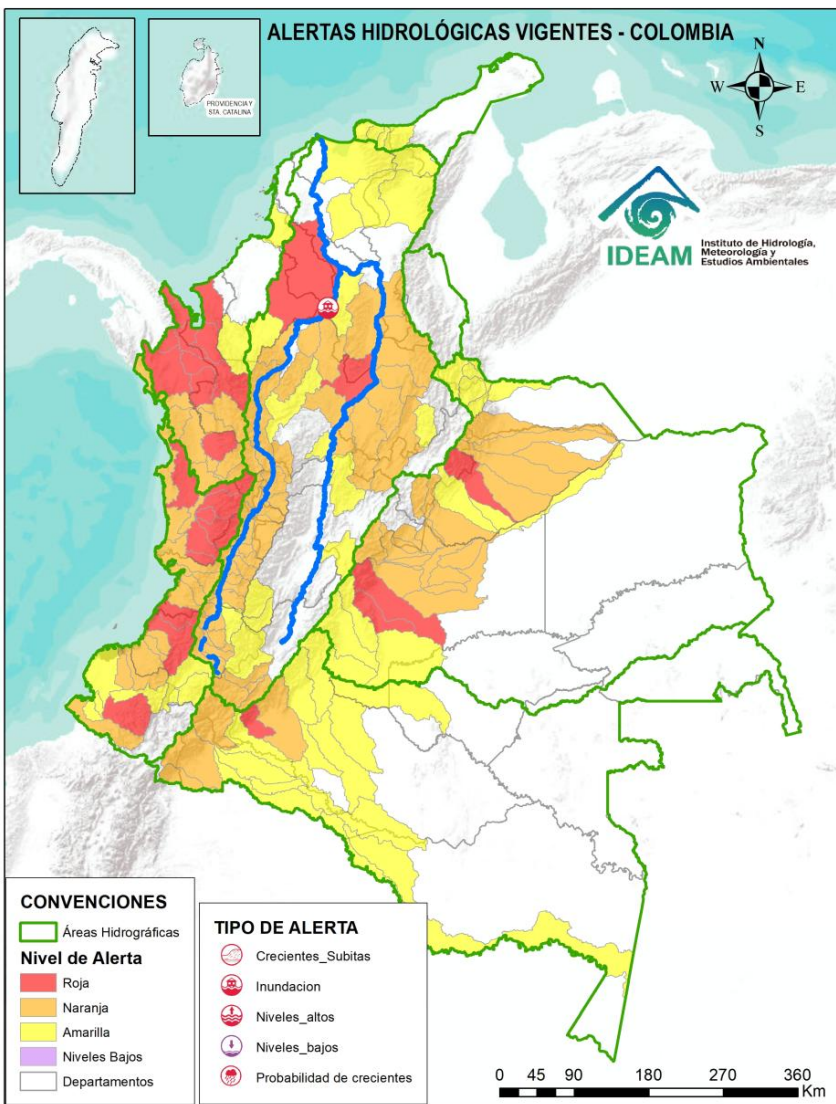 ALERTAS HIDROLÓGICAS VIGENTES - COLOMBIA
PROVIDENCIA Y
STA. CATALINA
N
W
E
S
IDEAM
Instituto de Hidrología,
Meteorología y
Estudios Ambientales
CONVENCIONES
Áreas Hidrográficas
Nivel de Alerta
Roja
Naranja
Amarilla
Niveles Bajos
Departamentos
TIPO DE ALERTA
Crecientes_Subitas
Inundacion
Niveles_altos
Niveles_bajos
Probabilidad de crecientes
0 45 90 180 270 360
Km